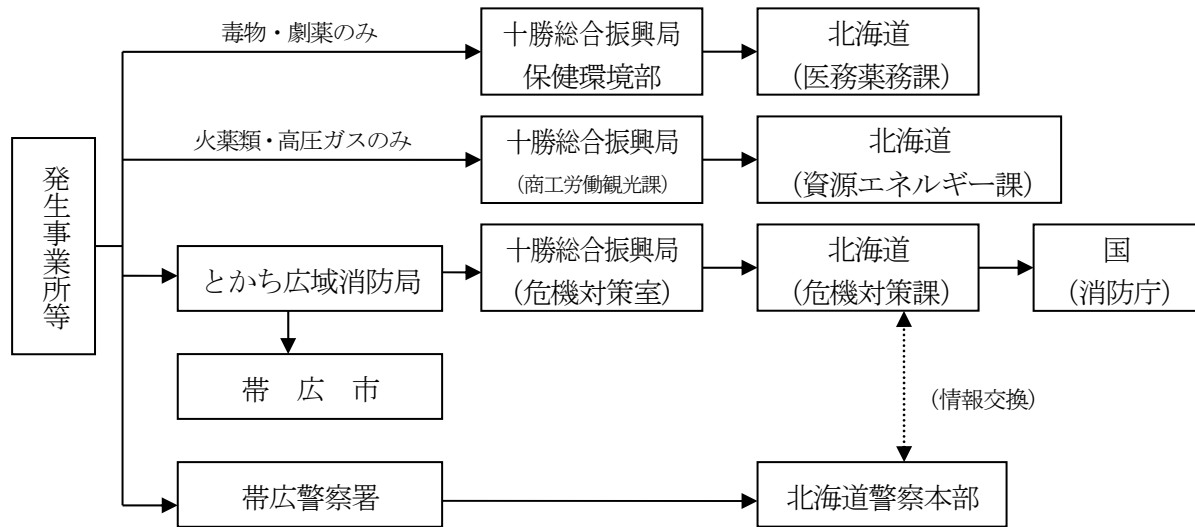 毒物・劇薬のみ
十勝総合振興局
保健環境部
北海道
（医務薬務課）
発生事業所等
火薬類・高圧ガスのみ
十勝総合振興局
（商工労働観光課）
北海道
（資源エネルギー課）
とかち広域消防局
十勝総合振興局
（危機対策室）
北海道
（危機対策課）
国
（消防庁）
帯　広　市
（情報交換）
帯広警察署
北海道警察本部